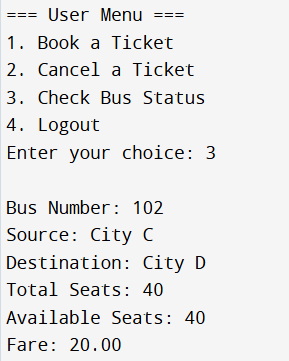 === User Menu ===
1. Book a Ticket
2. Cancel a Ticket
3. Check Bus Status
4. Logout
Enter your choice: 3
Bus Number: 102
Source: City C
Destination: City D
Total Seats: 40
Available Seats: 40
Fare: 20.00